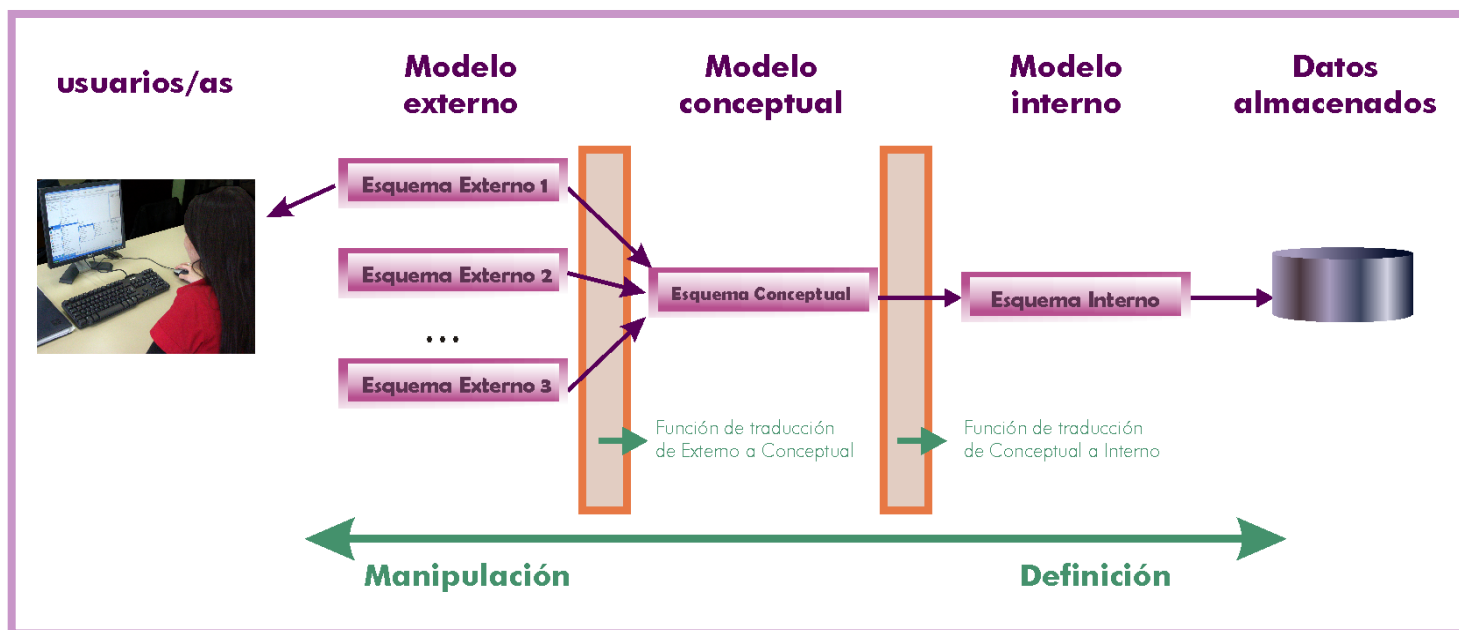 usuarios/as
Modelo
externo
Modelo
conceptual
Modelo
interno
Datos
almacenados
Esquema Externo 1
Esquema Externo 2
...
Esquema Externo 3
Esquema Conceptual
Esquema Interno
Función de traducción
de Externo a Conceptual
Función de traducción
de Conceptual a Interno
Manipulación
Definición